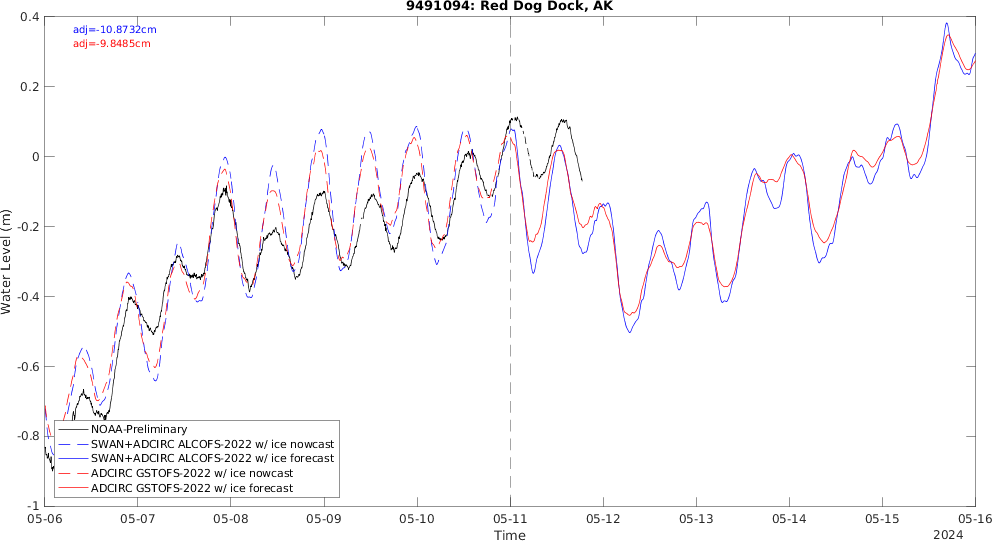 9491094: Red Dog Dock, AK
adj=-10.8732cm
adj=-9.8485cm
Water Level (m)
0.4
0.2
0
-0.2
-0.4
-0.6
-0.8
-1
NOAA-Preliminary
SWAN+ADCIRC ALCOFS-2022 w/ ice nowcast
SWAN+ADCIRC ALCOFS-2022 w/ ice forecast
ADCIRC GSTOFS-2022 w/ ice nowcast
ADCIRC GSTOFS-2022 w/ ice forecast
05-06 05-07 05-08 05-09 05-10 05-11 05-12 05-13 05-14 05-15 05-16
Time
2024